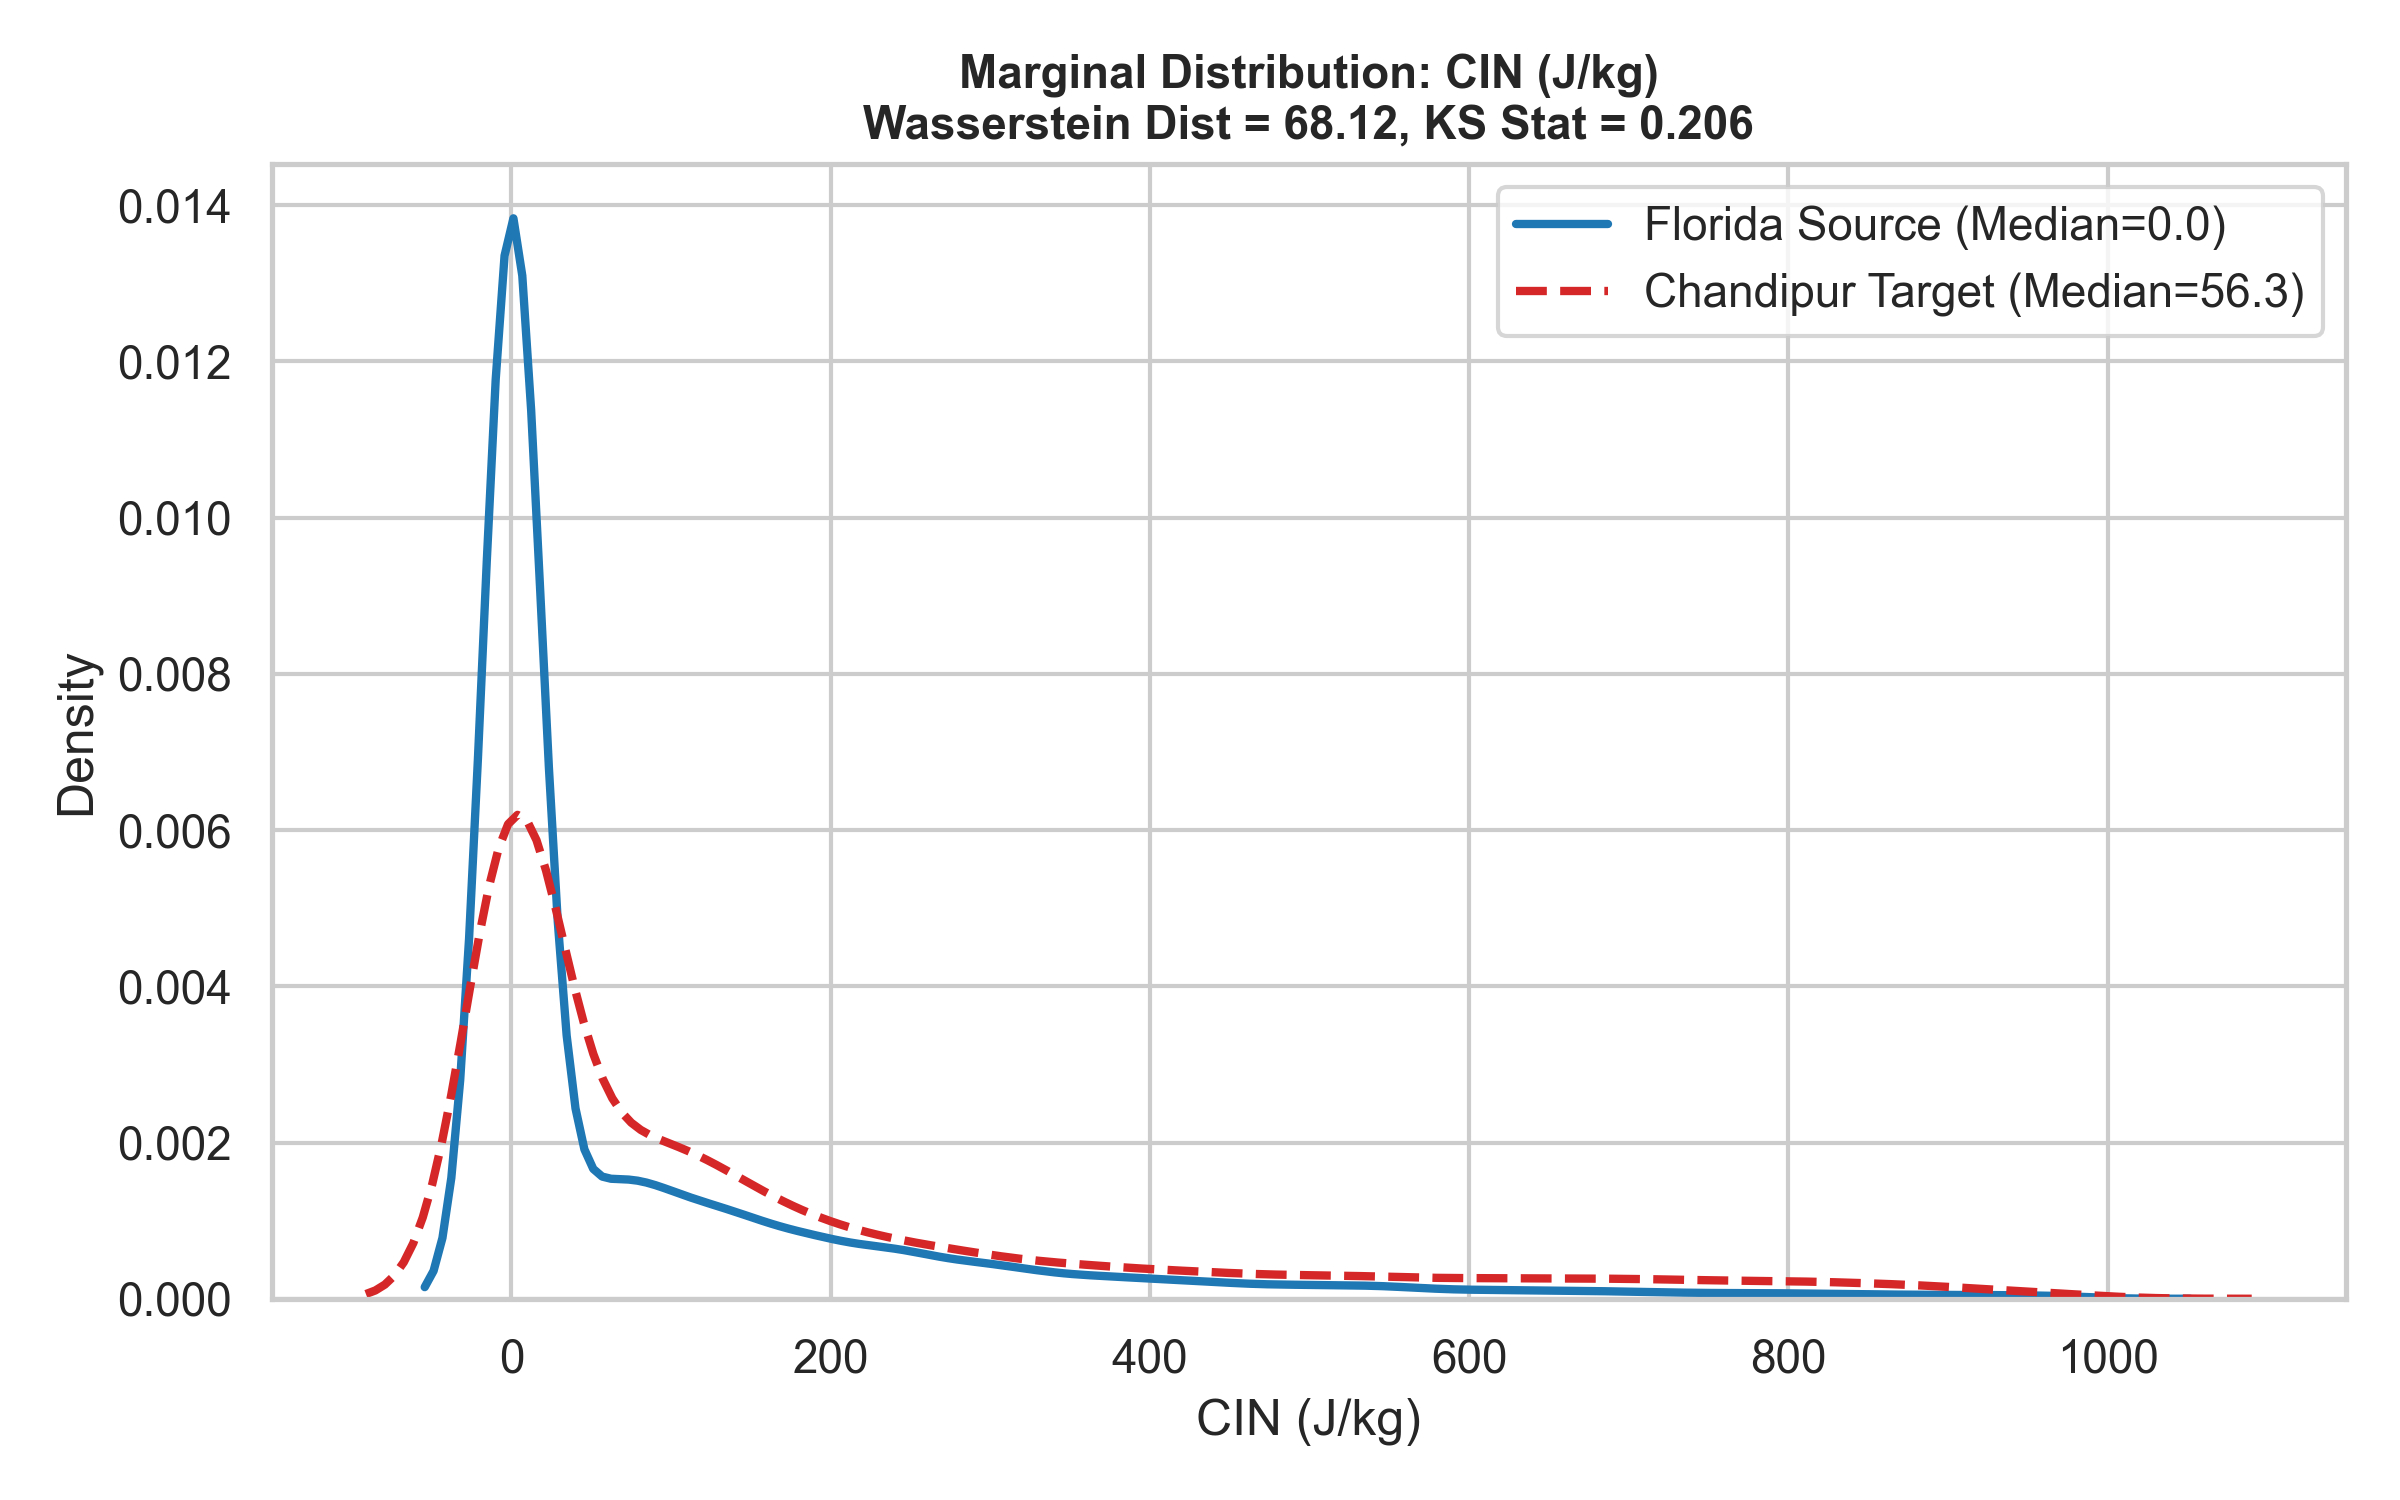 Marginal Distribution: CIN (J/kg)
Wasserstein Dist = 68.12, KS Stat = 0.206
Florida Source (Median=0.0)
Chandipur Target (Median=56.3)
Density
0.014
0.012
0.010
0.008
0.006
0.004
0.002
0.000
0 200 400 600 800 1000
CIN (J/kg)